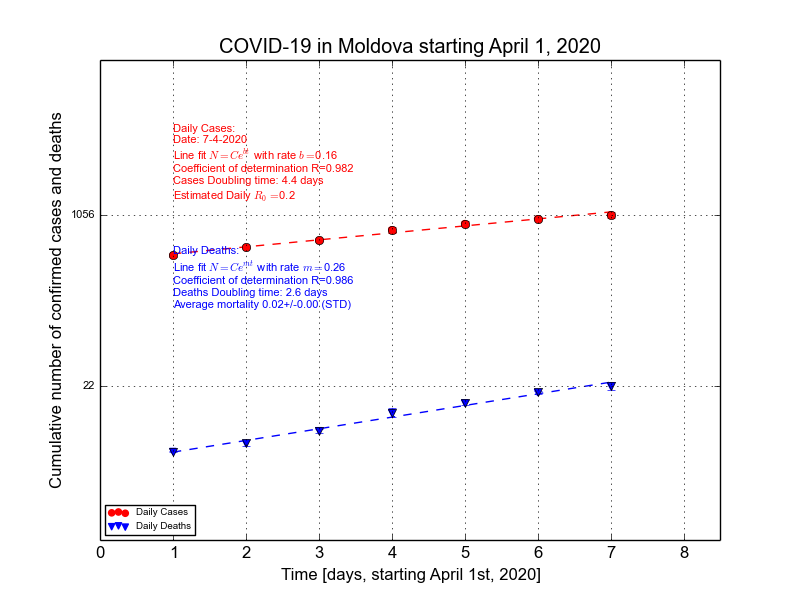 COVID-19 in Moldova starting April 1, 2020
Cumulative number of confirmed cases and deaths
Daily Cases:
Date: 7-4-2020
Line fit N=Ce^{bt} with rate b=0.16
Coefficient of determination R=0.982
Cases Doubling time: 4.4 days
Estimated Daily R_0=0.2
1056
Daily Deaths:
Line fit N=Ce^{mt} with rate m=0.26
Coefficient of determination R=0.986
Deaths Doubling time: 2.6 days
Average mortality 0.02+/-0.00 (STD)
22
Daily Cases
Daily Deaths
0 1 2 3 4 5 6 7 8
Time [days, starting April 1st, 2020]